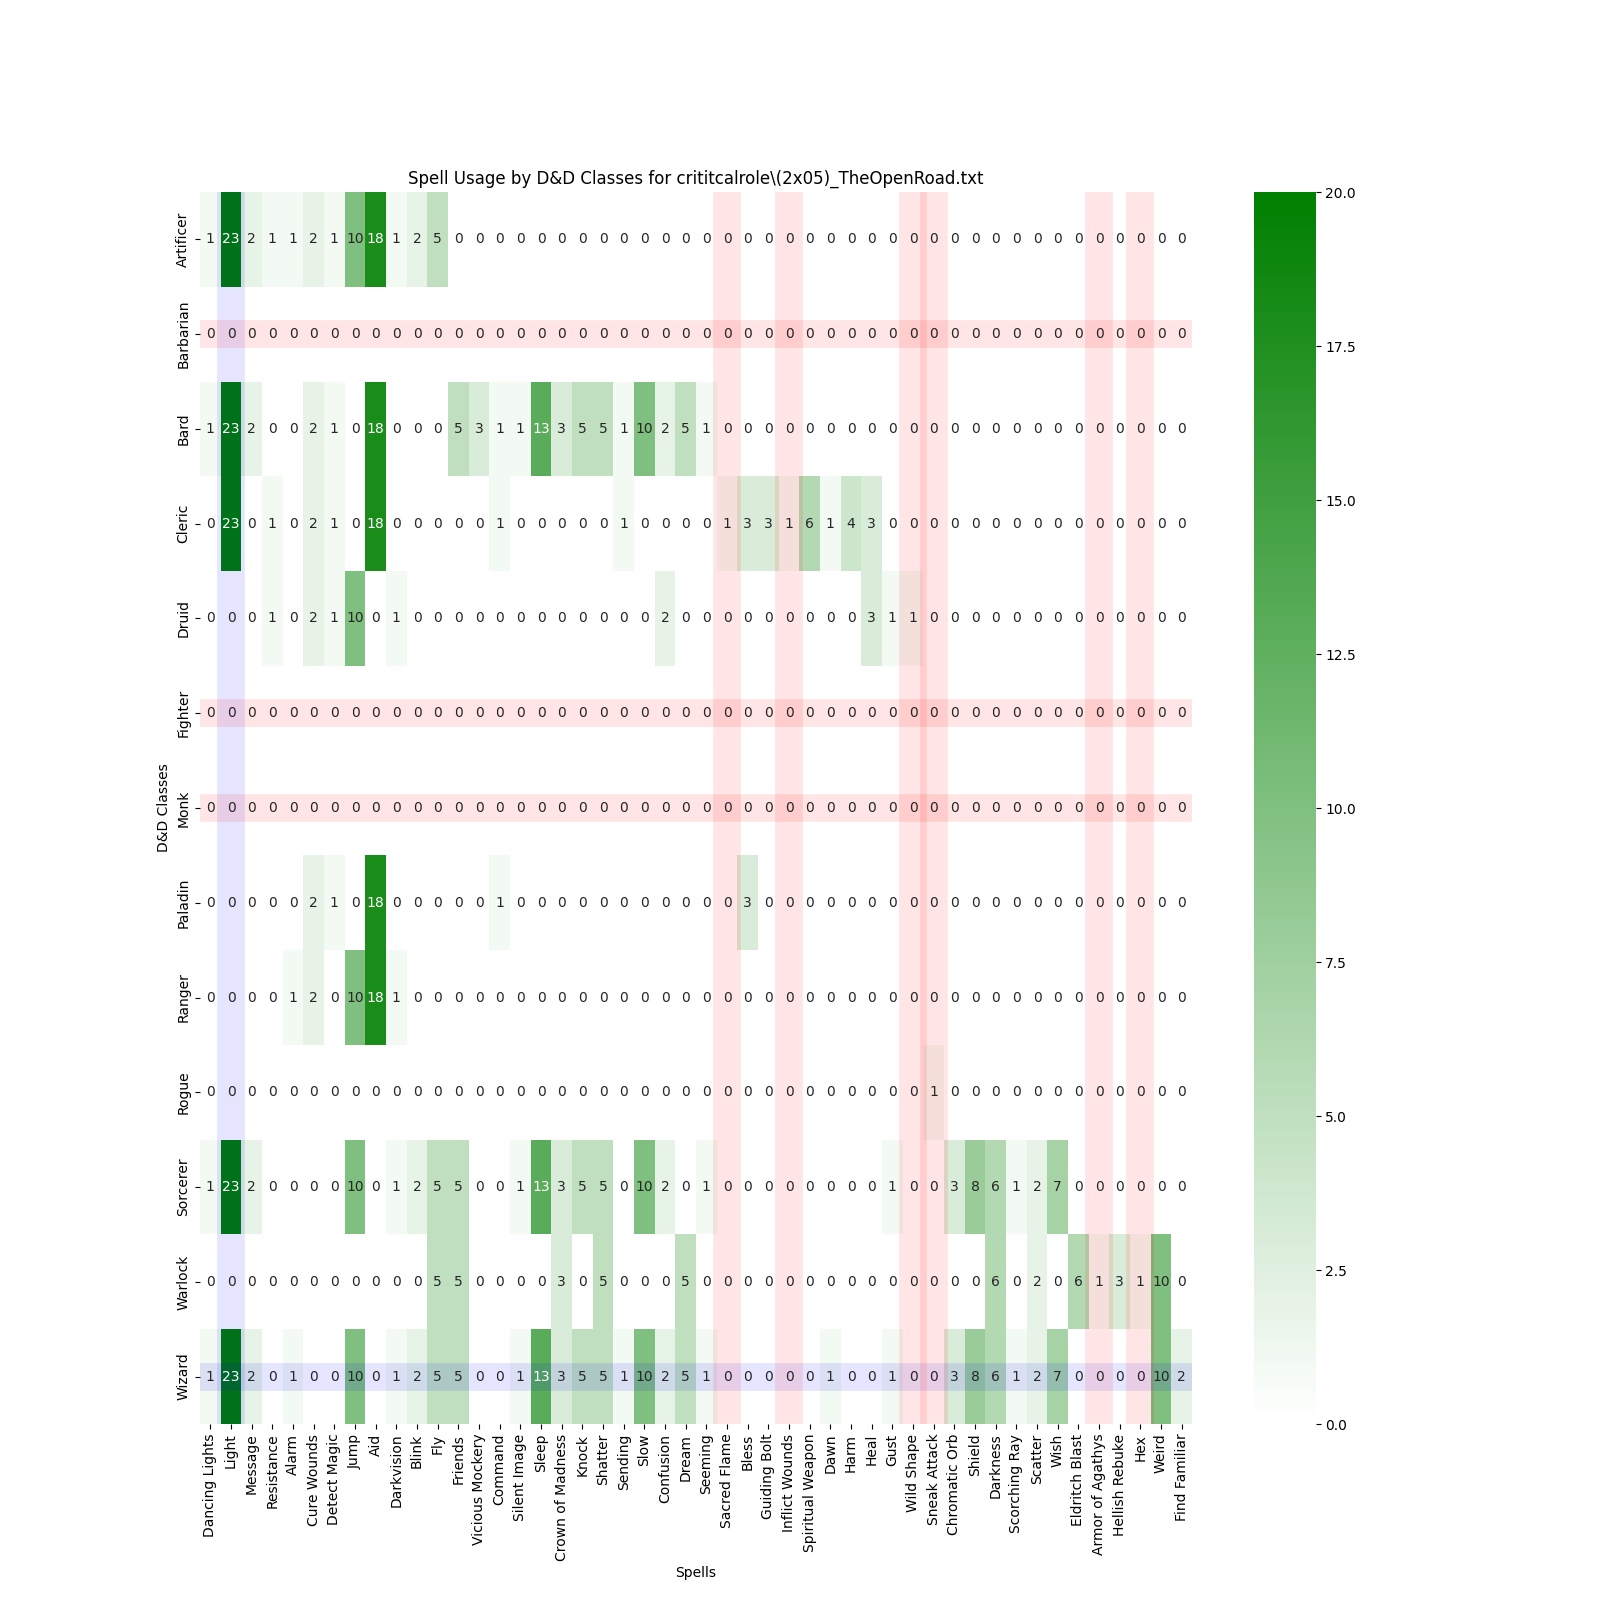 Spell Usage by D&D Classes for crititcalrole\(2x05)_TheOpenRoad.txt
D&D Classes
Artificer 1 23 2 1 1 2 1 10 18 1 2 5 0 0 0 0 0 0 0 0 0 0 0 0 0 0 0 0 0 0 0 0 0 0 0 0 0 0 0 0 0 0 0 0 0 0 0 0
Barbarian 0 0 0 0 0 0 0 0 0 0 0 0 0 0 0 0 0 0 0 0 0 0 0 0 0 0 0 0 0 0 0 0 0 0 0 0 0 0 0 0 0 0 0 0 0 0 0 0
Bard 1 23 2 0 0 2 1 0 18 0 0 0 5 3 1 1 13 3 5 5 1 10 2 5 1 0 0 0 0 0 0 0 0 0 0 0 0 0 0 0 0 0 0 0 0 0 0 0
Cleric 0 23 0 1 0 2 1 0 18 0 0 0 0 0 1 0 0 0 0 0 1 0 0 0 0 1 3 3 1 6 1 4 3 0 0 0 0 0 0 0 0 0 0 0 0 0 0 0
Druid 0 0 0 1 0 2 1 10 0 1 0 0 0 0 0 0 0 0 0 0 0 0 2 0 0 0 0 0 0 0 0 0 3 1 1 0 0 0 0 0 0 0 0 0 0 0 0 0
Fighter 0 0 0 0 0 0 0 0 0 0 0 0 0 0 0 0 0 0 0 0 0 0 0 0 0 0 0 0 0 0 0 0 0 0 0 0 0 0 0 0 0 0 0 0 0 0 0 0
Monk 0 0 0 0 0 0 0 0 0 0 0 0 0 0 0 0 0 0 0 0 0 0 0 0 0 0 0 0 0 0 0 0 0 0 0 0 0 0 0 0 0 0 0 0 0 0 0 0
Paladin 0 0 0 0 0 2 1 0 18 0 0 0 0 0 1 0 0 0 0 0 0 0 0 0 0 0 3 0 0 0 0 0 0 0 0 0 0 0 0 0 0 0 0 0 0 0 0 0
Ranger 0 0 0 0 1 2 0 10 18 1 0 0 0 0 0 0 0 0 0 0 0 0 0 0 0 0 0 0 0 0 0 0 0 0 0 0 0 0 0 0 0 0 0 0 0 0 0 0
Rogue 0 0 0 0 0 0 0 0 0 0 0 0 0 0 0 0 0 0 0 0 0 0 0 0 0 0 0 0 0 0 0 0 0 0 0 1 0 0 0 0 0 0 0 0 0 0 0 0
Sorcerer 1 23 2 0 0 0 0 10 0 1 2 5 5 0 0 1 13 3 5 5 0 10 2 0 1 0 0 0 0 0 0 0 0 1 0 0 3 8 6 1 2 7 0 0 0 0 0 0
Warlock 0 0 0 0 0 0 0 0 0 0 0 5 5 0 0 0 0 3 0 5 0 0 0 5 0 0 0 0 0 0 0 0 0 0 0 0 0 0 6 0 2 0 6 1 3 1 10 0
Wizard 1 23 2 0 1 0 0 10 0 1 2 5 5 0 0 1 13 3 5 5 1 10 2 5 1 0 0 0 0 0 1 0 0 1 0 0 3 8 6 1 2 7 0 0 0 0 10 2
Dancing Lights
Light
Message
Resistance
Alarm
Cure Wounds
Detect Magic
Jump
Aid
Darkvision
Blink
Fly
Friends
Vicious Mockery
Command
Silent Image
Sleep
Crown of Madness
Knock
Shatter
Sending
Slow
Confusion
Dream
Seeming
Sacred Flame
Bless
Guiding Bolt
Inflict Wounds
Spiritual Weapon
Dawn
Harm
Heal
Gust
Wild Shape
Sneak Attack
Chromatic Orb
Shield
Darkness
Scorching Ray
Scatter
Wish
Eldritch Blast
Armor of Agathys
Hellish Rebuke
Hex
Weird
Find Familiar
Spells
20.0
17.5
15.0
12.5
10.0
7.5
5.0
2.5
0.0